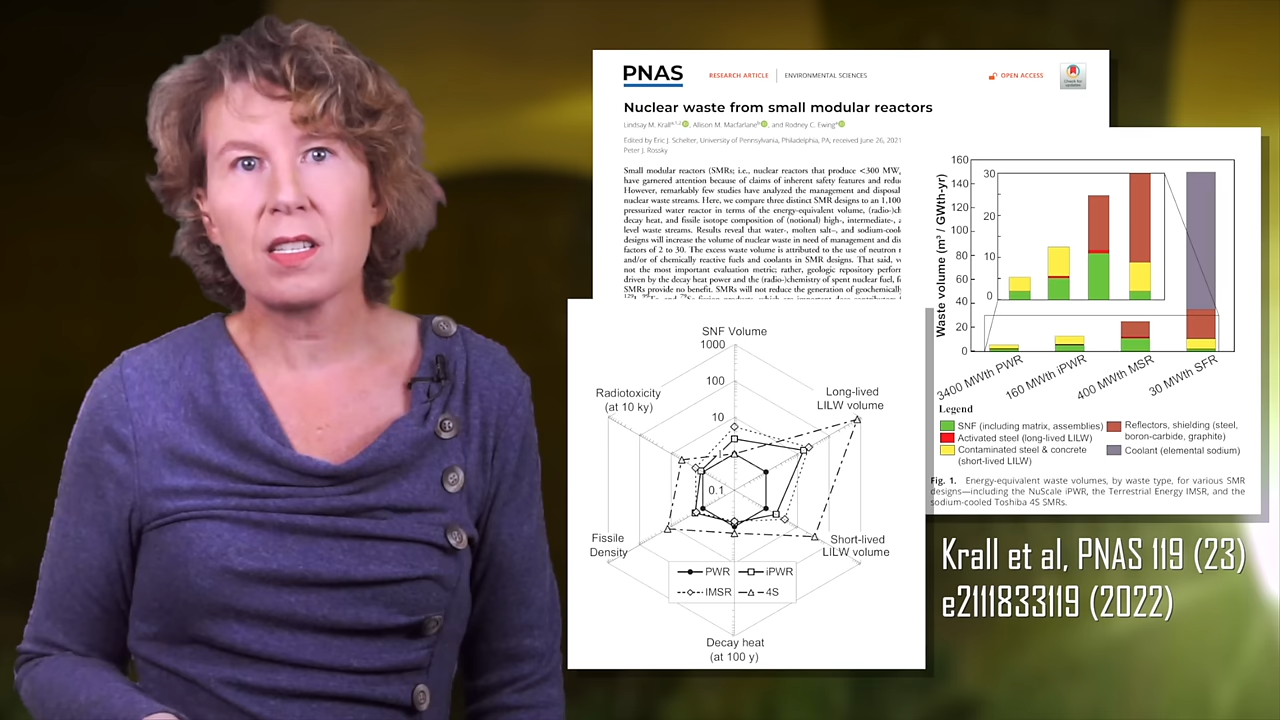 PNAS
RESEARCH ARTICLE
ENVIRONMENTAL SCIENCES
OPEN ACCESS
Check for
updates
Nuclear waste from small modular reactors
Lindsay M. Krall, Allison M. Macfarlane, and Rodney C. Ewing
Edited by Eric J. Schelter, University of Pennsylvania, Philadelphia, PA, received June 26, 2021
Peter J. Rossky
Small modular reactors (SMRs; i.e., nuclear reactors that produce <300 MW,
have garnered attention because of claims of inherent safety features and redu
However, remarkably few studies have analyzed the management and disposal
nuclear waste streams. Here, we compare three distinct SMR designs to an 1,100
pressurized water reactor in terms of the energy-equivalent volume, (radio-)ch
decay heat, and fissile isotope composition of (notional) high-, intermediate-, a
level waste streams. Results reveal that water-, molten salt–, and sodium-cool
designs will increase the volume of nuclear waste in need of management and dis
factors of 2 to 30. The excess waste volume is attributed to the use of neutron r
and/or of chemically reactive fuels and coolants in SMR designs. That said, v
not the most important evaluation metric; rather, geologic repository perfor
driven by the decay heat power and the (radio-)chemistry of spent nuclear fuel, f
SMRs provide no benefit. SMRs will not reduce the generation of geochemically
SNF Volume
1000
100
10
0.1
Radiotoxicity
(at 10 ky)
Long-lived
LILW volume
Fissile
Density
Short-lived
LILW volume
PWR
iPWR
IMSR
4S
Decay heat
(at 100 y)
Waste volume (m³ / GWth-yr)
160
140
120
100
80
60
40
20
0
30
20
10
0
3400 MWth PWR
160 MWth iPWR
400 MWth MSR
30 MWth SFR
Legend
SNF (including matrix, assemblies)
Activated steel (long-lived LILW)
Contaminated steel & concrete
(short-lived LILW)
Reflectors, shielding (steel,
boron-carbide, graphite)
Coolant (elemental sodium)
Fig. 1. Energy-equivalent waste volumes, by waste type, for various SMR
designs—including the NuScale iPWR, the Terrestrial Energy IMSR, and the
sodium-cooled Toshiba 4S SMRs.
Krall et al, PNAS 119 (23)
e2111833119 (2022)